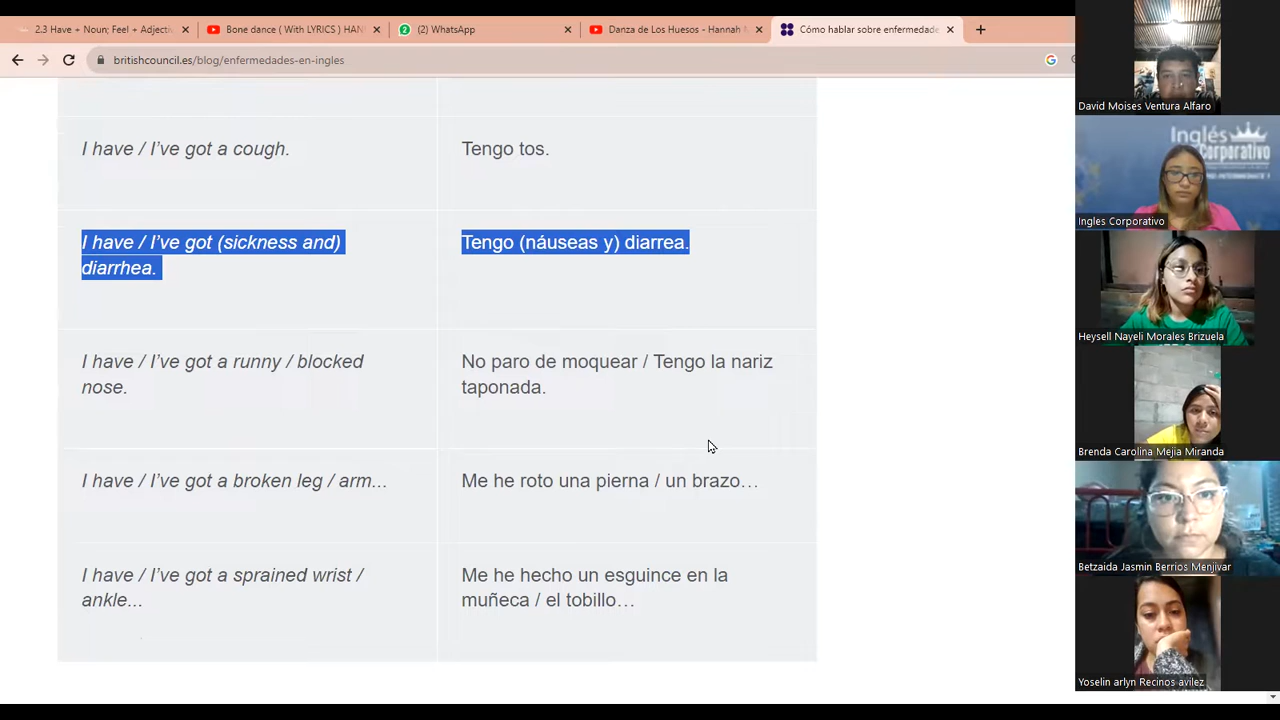 2.3 Have + Noun; Feel + Adjecti
Bone dance ( With LYRICS ) HAN
2
(2) WhatsApp
Danza de Los Huesos - Hannah
Cómo hablar sobre enfermedade
britishcouncil.es/blog/enfermedades-en-ingles
I have / I've got a cough.
Tengo tos.
I have / I've got (sickness and)
diarrhea.
Tengo (náuseas y) diarrea.
I have / I've got a runny / blocked
nose.
No paro de moquear / Tengo la nariz
taponada.
I have / I've got a broken leg / arm...
Me he roto una pierna / un brazo…
I have / I've got a sprained wrist /
ankle...
Me he hecho un esguince en la
muñeca / el tobillo…
David Moises Ventura Alfaro
Inglés
Corporativo
Ingles Corporativo
Heysell Nayeli Morales Brizuela
Brenda Carolina Mejia Miranda
Betzaida Jasmin Berrios Menjivar
Yoselin arlyn Recinos avilez